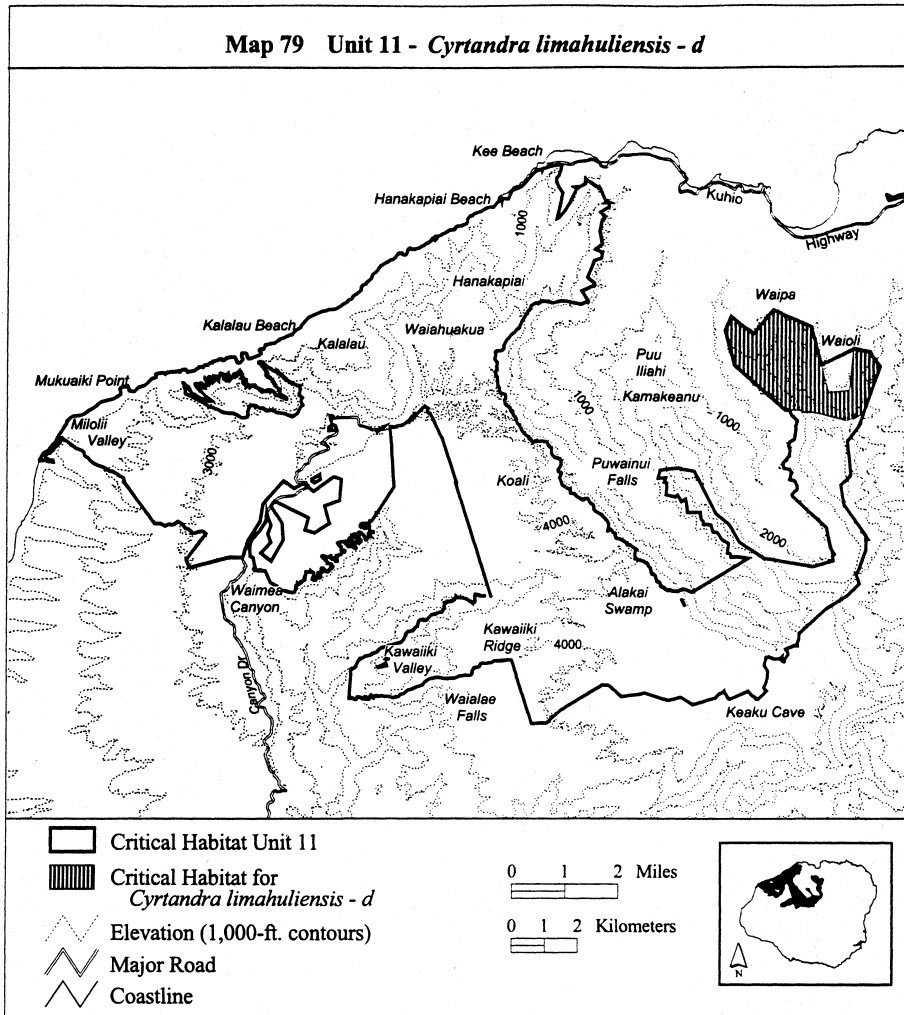 Map 79 Unit 11 - Cyrtandra limahuliensis - d
Kee Beach
Hanakapiai Beach
Kuhio
Highway
1000
Hanakapiai
Waipa
Kalalau Beach
Waiahuakua
Kalalau
Waioli
Puu
Iliahi
Mukuaiki Point
Kamakeanu
1000
1000
Milolii
Valley
3000
Puwainui
Falls
Koali
4000
2000
Waimea
Canyon
Alakai
Swamp
Kawaiiki
Ridge
4000
Kawaiiki
Valley
Canyon Dr
Waialae
Falls
Keaku Cave
Critical Habitat Unit 11
Critical Habitat for
Cyrtandra limahuliensis - d
Elevation (1,000-ft. contours)
Major Road
Coastline
0 1 2 Miles
0 1 2 Kilometers
N